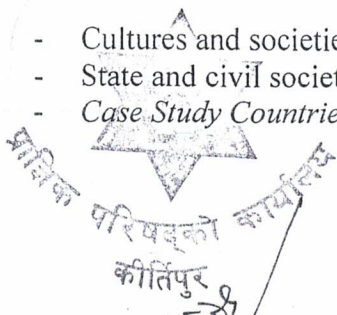 - Cultures and societie
- State and civil societ
- Case Study Countrie
प्राज्ञिक परिषद्को कार्यालय
कीर्तिपुर